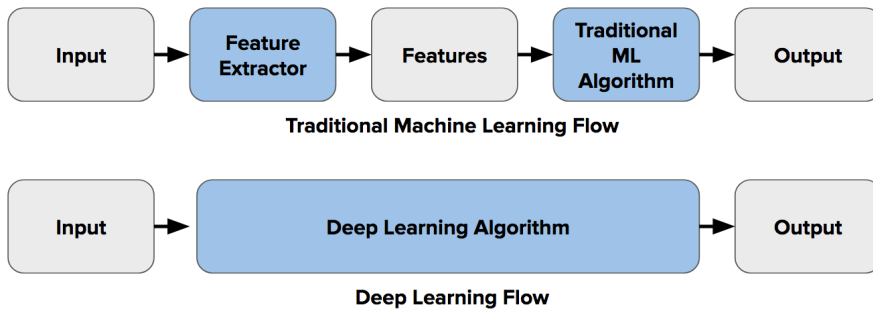 Input
Feature
Extractor
Features
Traditional
ML
Algorithm
Output
Traditional Machine Learning Flow
Input
Deep Learning Algorithm
Output
Deep Learning Flow